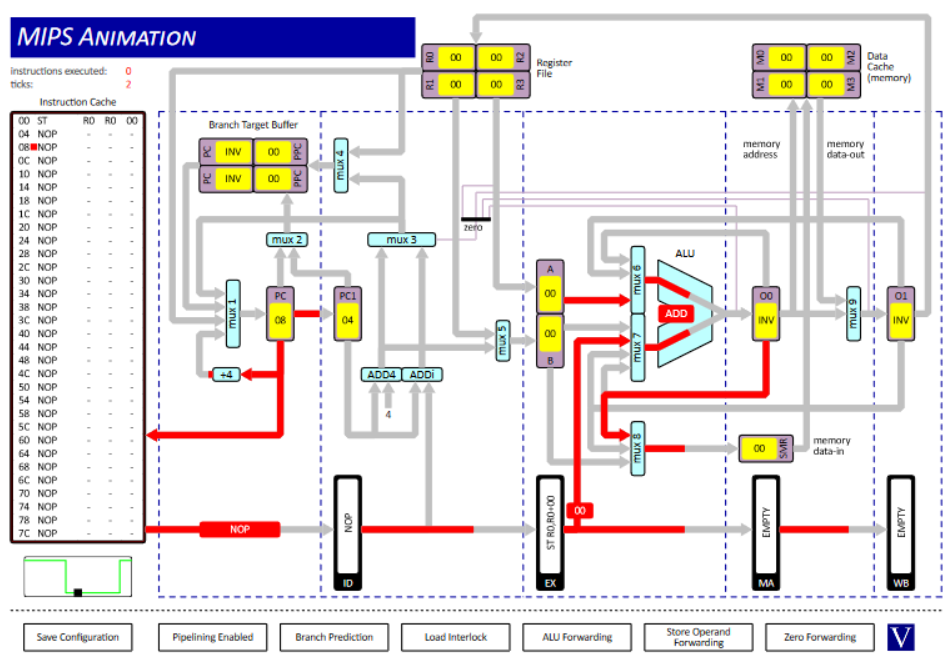 MIPS ANIMATION
instructions executed: 0
ticks: 2
Instruction Cache
00 ST R0 R0 00
04 NOP - - -
08 NOP - - -
0C NOP - - -
10 NOP - - -
14 NOP - - -
18 NOP - - -
1C NOP - - -
20 NOP - - -
24 NOP - - -
28 NOP - - -
2C NOP - - -
30 NOP - - -
34 NOP - - -
38 NOP - - -
3C NOP - - -
40 NOP - - -
44 NOP - - -
48 NOP - - -
4C NOP - - -
50 NOP - - -
54 NOP - - -
58 NOP - - -
5C NOP - - -
60 NOP - - -
64 NOP - - -
68 NOP - - -
6C NOP - - -
70 NOP - - -
74 NOP - - -
78 NOP - - -
7C NOP - - -
R0 00 00 R2
R1 00 00 R3
Register
File
M0 00 00 M2
M1 00 00 M3
Data
Cache
(memory)
Branch Target Buffer
PC INV 00 PPC
PC INV 00 PPC
mux 4
memory
address
memory
data-out
zero
mux 2
mux 3
mux 1
PC
08
PC1
04
+4
ADD4
ADDi
4
mux 5
A
00
00
B
mux 6
mux 7
ALU
ADD
O0
INV
mux 9
O1
INV
mux 8
00 SMR
memory
data-in
NOP
NOP
ID
ST R0,R0+00
EX
00
EMPTY
MA
EMPTY
WB
Save Configuration
Pipelining Enabled
Branch Prediction
Load Interlock
ALU Forwarding
Store Operand
Forwarding
Zero Forwarding
V